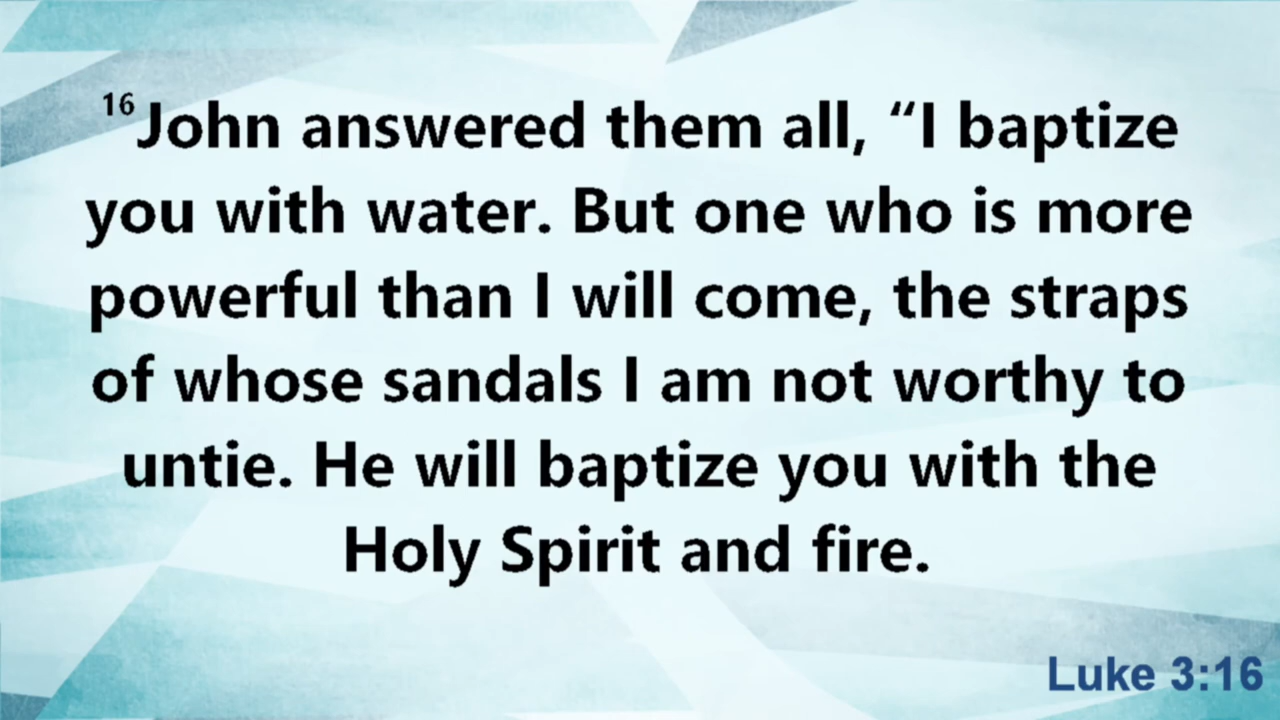 16 John answered them all, “I baptize
you with water. But one who is more
powerful than I will come, the straps
of whose sandals I am not worthy to
untie. He will baptize you with the
Holy Spirit and fire.
Luke 3:16